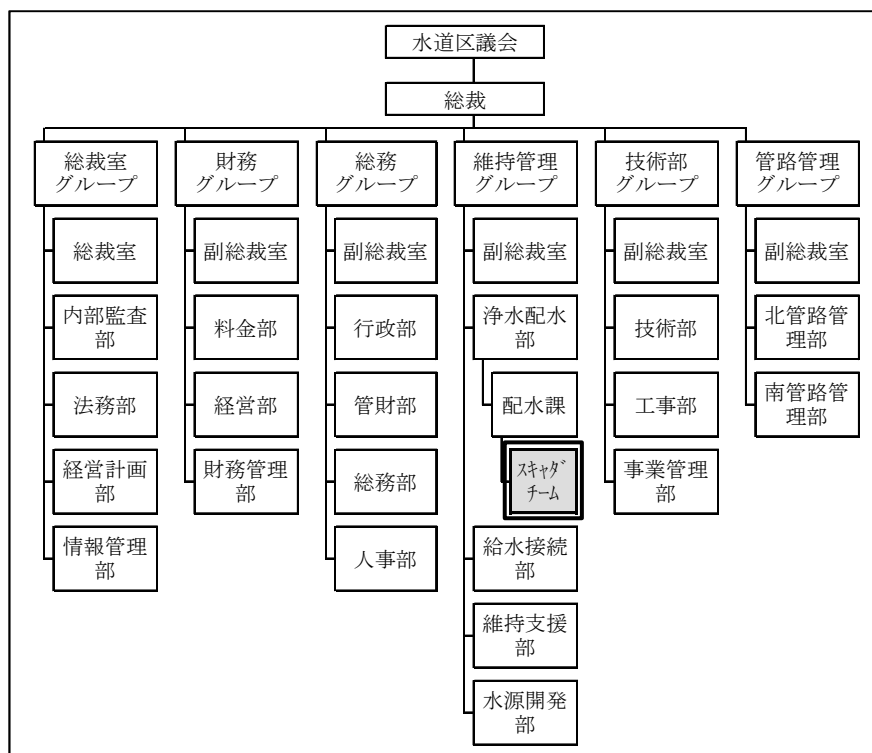 水道区議会
総裁
総裁室
グループ
財務
グループ
総務
グループ
維持管理
グループ
技術部
グループ
管路管理
グループ
総裁室
副総裁室
副総裁室
副総裁室
副総裁室
副総裁室
内部監査
部
料金部
行政部
浄水配水
部
技術部
北管路管
理部
法務部
経営部
管財部
配水課
工事部
南管路管
理部
経営計画
部
財務管理
部
総務部
スキャダ
チーム
事業管理
部
情報管理
部
人事部
給水接続
部
維持支援
部
水源開発
部